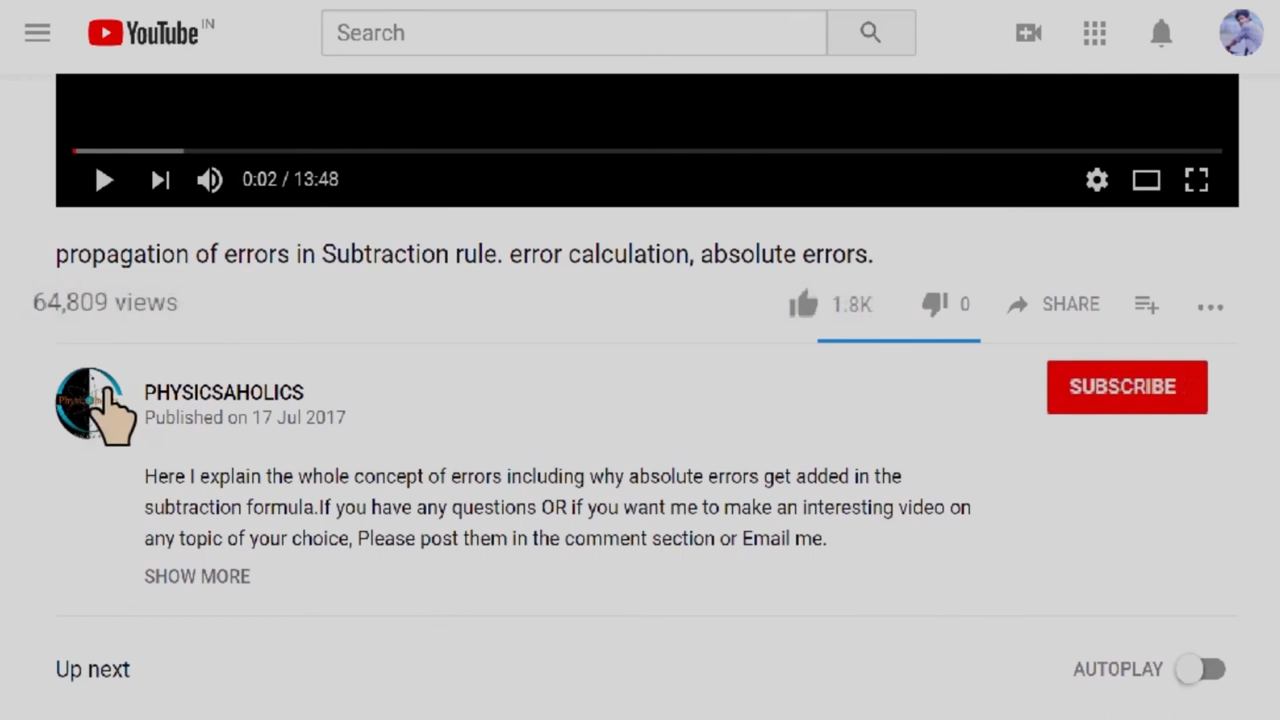 YouTube IN
Search
0:02 / 13:48
propagation of errors in Subtraction rule. error calculation, absolute errors.
64,809 views
1.8K
0
SHARE
PHYSICSAHOLICS
SUBSCRIBE
Published on 17 Jul 2017
Here I explain the whole concept of errors including why absolute errors get added in the
subtraction formula.If you have any questions OR if you want me to make an interesting video on
any topic of your choice, Please post them in the comment section or Email me.
SHOW MORE
Up next
AUTOPLAY